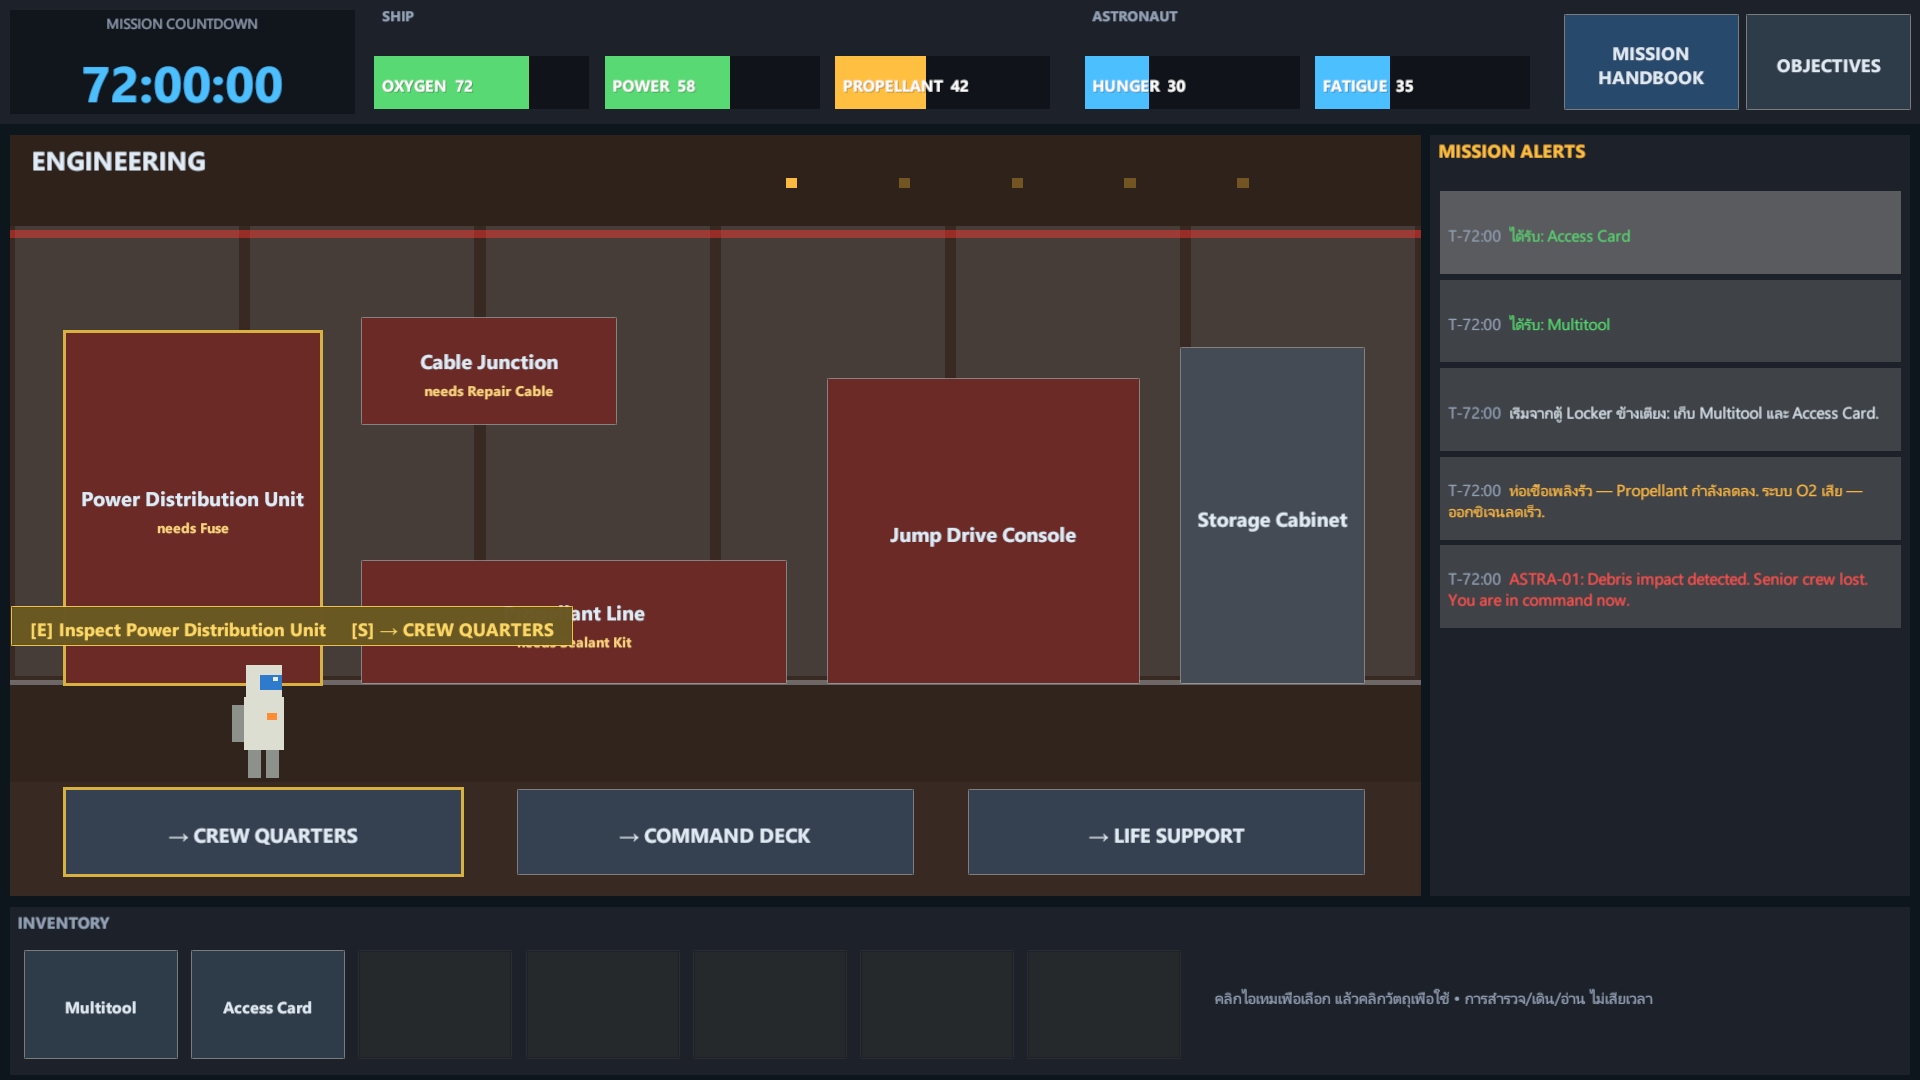 MISSION COUNTDOWN
72:00:00
SHIP
OXYGEN 72
POWER 58
PROPELLANT 42
ASTRONAUT
HUNGER 30
FATIGUE 35
MISSION
HANDBOOK
OBJECTIVES
ENGINEERING
Cable Junction
needs Repair Cable
Power Distribution Unit
needs Fuse
Jump Drive Console
Storage Cabinet
Line
[E] Inspect Power Distribution Unit [S] → CREW QUARTERS
Kit
→ CREW QUARTERS
→ COMMAND DECK
→ LIFE SUPPORT
MISSION ALERTS
T-72:00 ได้รับ: Access Card
T-72:00 ได้รับ: Multitool
T-72:00 เริ่มจากตู้ Locker ข้างเตียง: เก็บ Multitool และ Access Card.
T-72:00 ท่อเชื้อเพลิงรั่ว — Propellant กำลังลดลง. ระบบ O2 เสีย —
ออกซิเจนลดเร็ว.
T-72:00 ASTRA-01: Debris impact detected. Senior crew lost.
You are in command now.
INVENTORY
Multitool
Access Card
คลิกไอเทมเพื่อเลือก แล้วคลิกวัตถุเพื่อใช้ • การสำรวจ/เดิน/อ่าน ไม่เสียเวลา